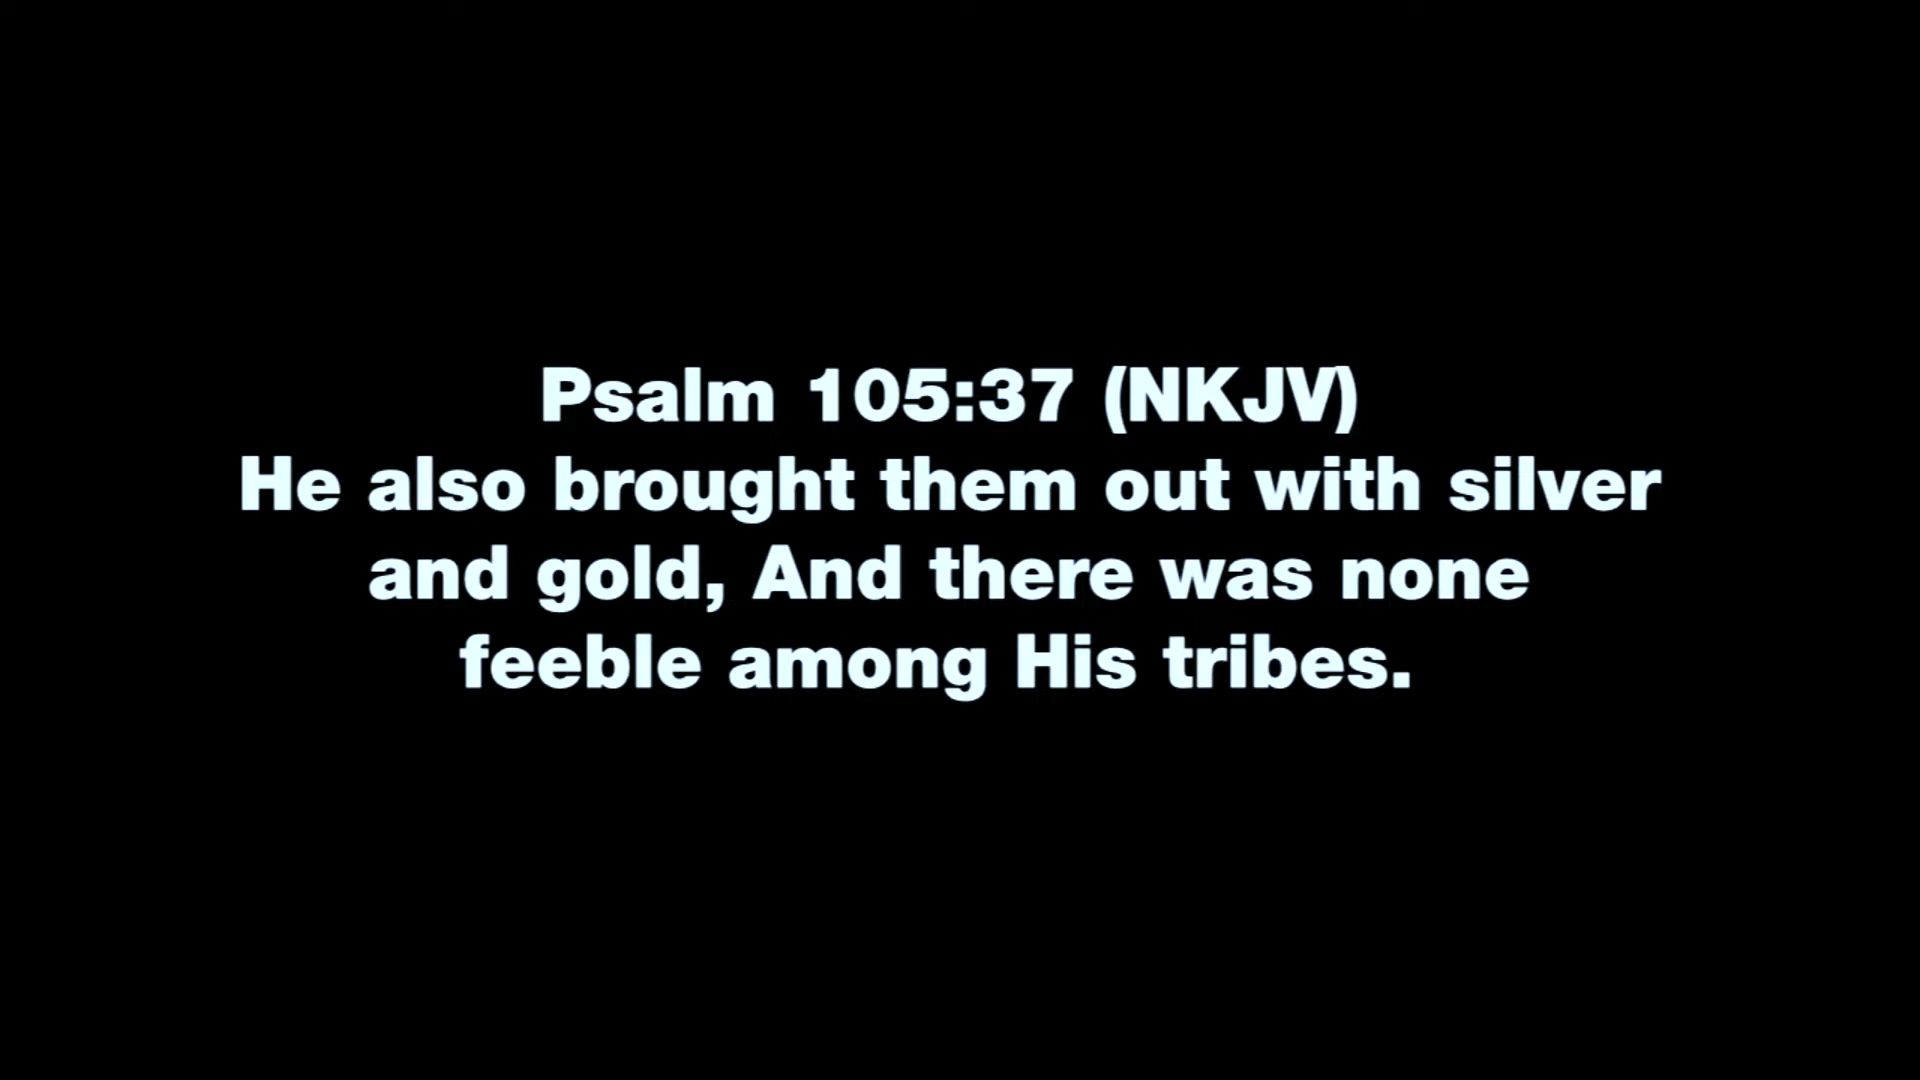 Psalm 105:37 (NKJV)
He also brought them out with silver
and gold, And there was none
feeble among His tribes.